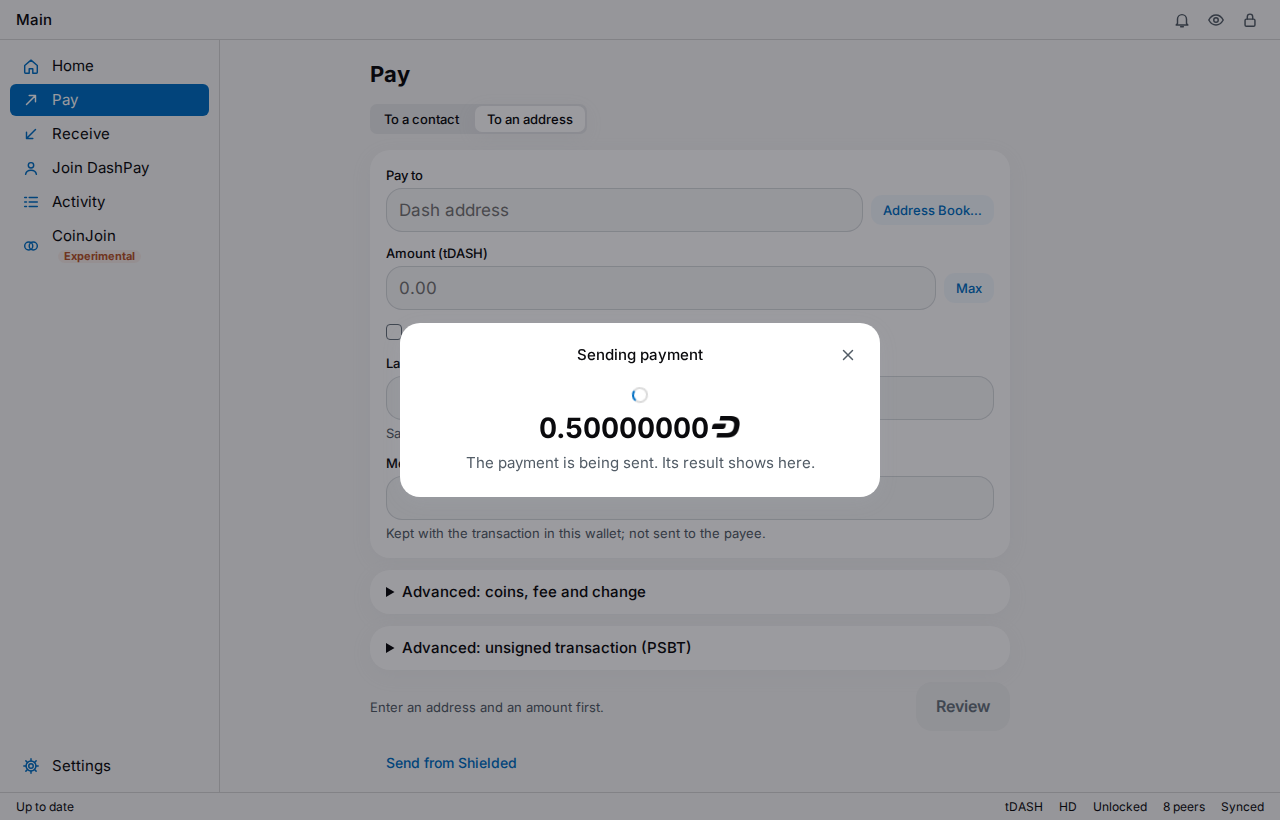 Main
Home
Pay
Receive
Join DashPay
Activity
CoinJoin
Experimental
Settings
Pay
To a contact
To an address
Pay to
Dash address
Address Book...
Amount (tDASH)
0.00
Max
Sending payment
0.50000000
The payment is being sent. Its result shows here.
Kept with the transaction in this wallet; not sent to the payee.
Advanced: coins, fee and change
Advanced: unsigned transaction (PSBT)
Enter an address and an amount first.
Review
Send from Shielded
Up to date
tDASH
HD
Unlocked
8 peers
Synced